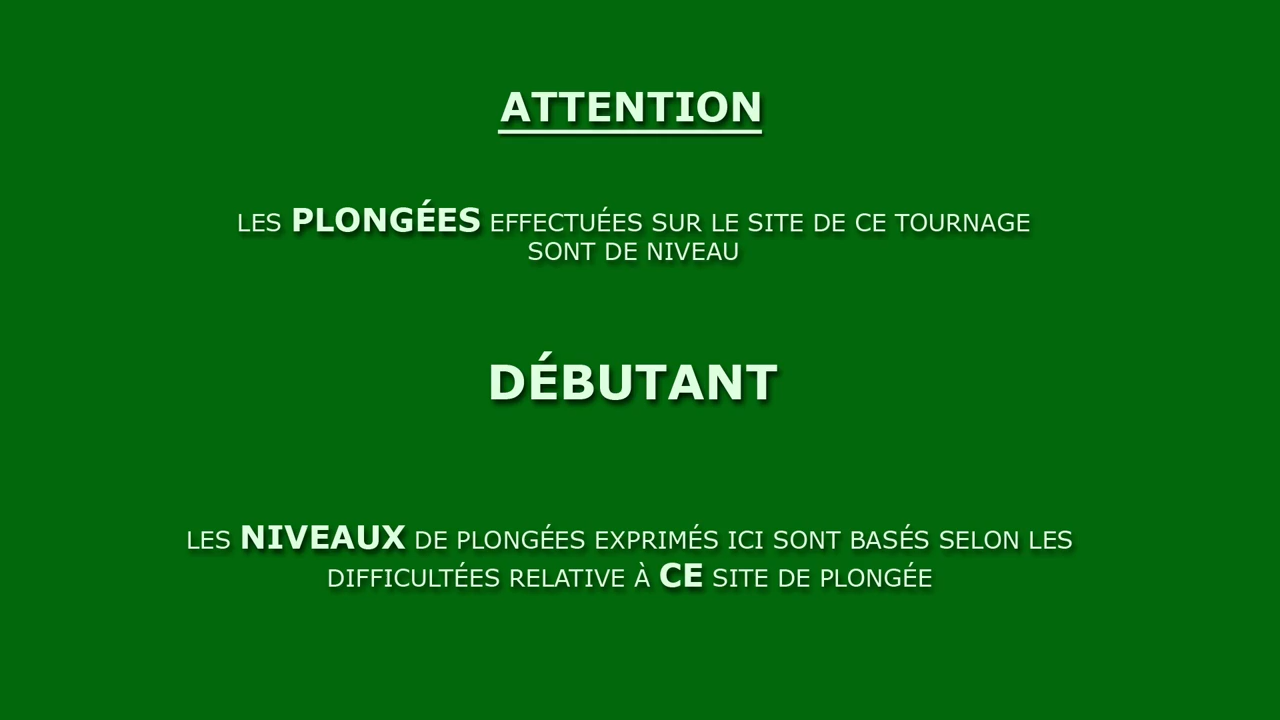 ATTENTION
LES PLONGÉES EFFECTUÉES SUR LE SITE DE CE TOURNAGE
SONT DE NIVEAU
DÉBUTANT
LES NIVEAUX DE PLONGÉES EXPRIMÉS ICI SONT BASÉS SELON LES
DIFFICULTÉES RELATIVE À CE SITE DE PLONGÉE